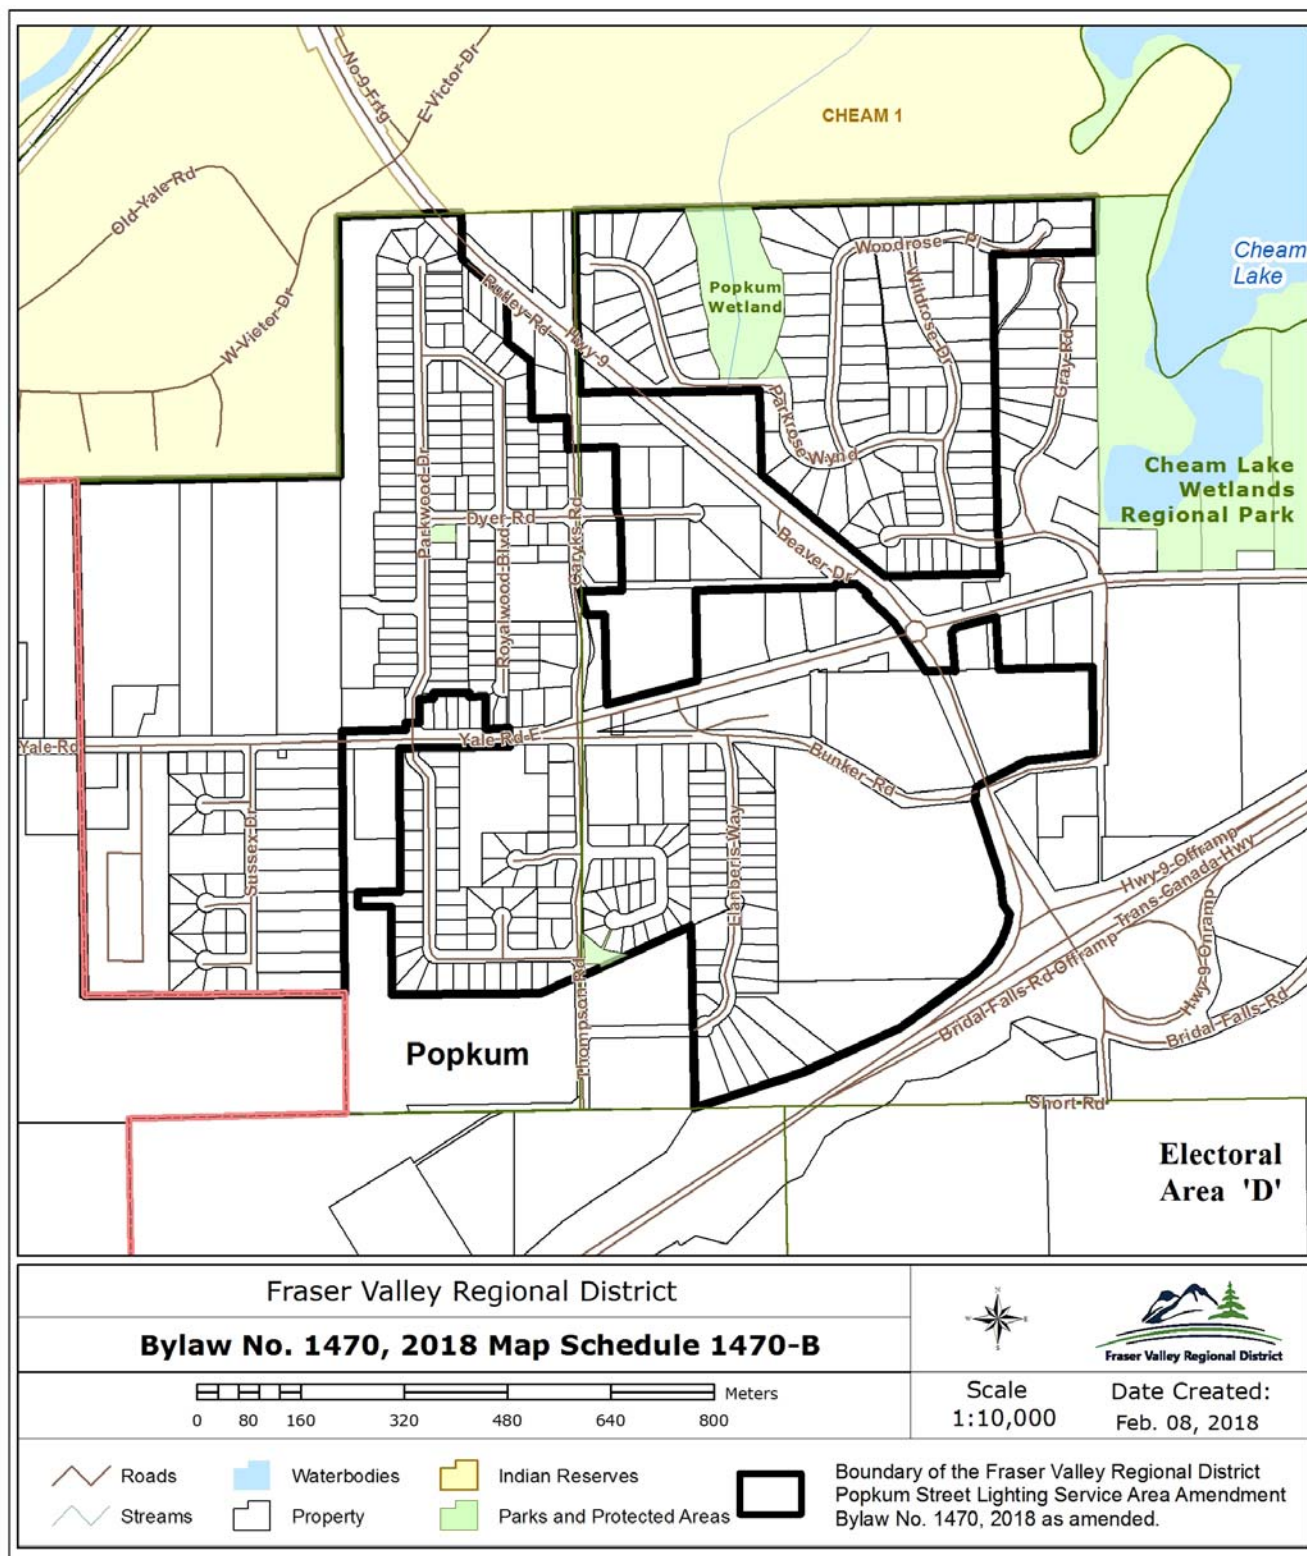 No 9 Frtg
E Victor Dr
CHEAM 1
Old Yale Rd
W Victor Dr
Rutley Rd
Hwy 9
Popkum
Wetland
Woodrose Pl
Wildrose Dr
Gray Rd
Cheam
Lake
Parkrose Wynd
Cheam Lake
Wetlands
Regional Park
Parkwood Dr
Dyer Rd
Royalwood Blvd
Caryks Rd
Beaver Dr
Yale Rd
Yale Rd E
Bunker Rd
Sussex Dr
Llanberis Way
Hwy 9 Offramp
Trans Canada Hwy
Bridal Falls Rd Offramp
Hwy 9 Onramp
Bridal Falls Rd
Thompson Rd
Popkum
Short Rd
Electoral
Area 'D'
Fraser Valley Regional District
Bylaw No. 1470, 2018 Map Schedule 1470-B
N
W E
S
Fraser Valley Regional District
Meters
0 80 160 320 480 640 800
Scale
1:10,000
Date Created:
Feb. 08, 2018
Roads
Waterbodies
Indian Reserves
Streams
Property
Parks and Protected Areas
Boundary of the Fraser Valley Regional District
Popkum Street Lighting Service Area Amendment
Bylaw No. 1470, 2018 as amended.